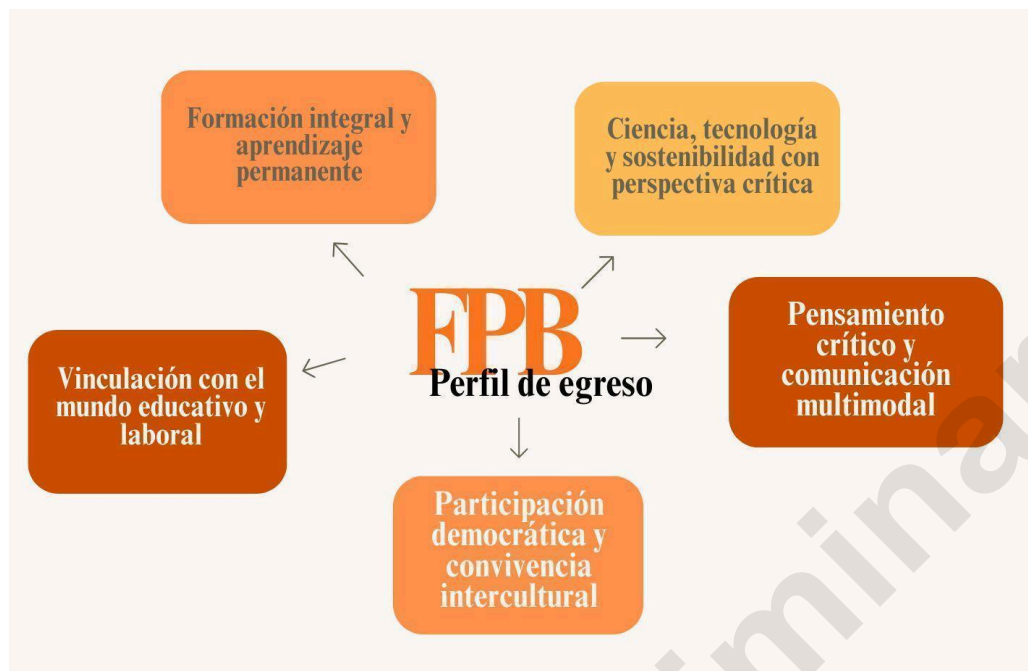 Formación integral y
aprendizaje
permanente
Ciencia, tecnología
y sostenibilidad con
perspectiva crítica
FPB
Perfil de egreso
Pensamiento
crítico y
comunicación
multimodal
Vinculación con el
mundo educativo y
laboral
Participación
democrática y
convivencia
intercultural